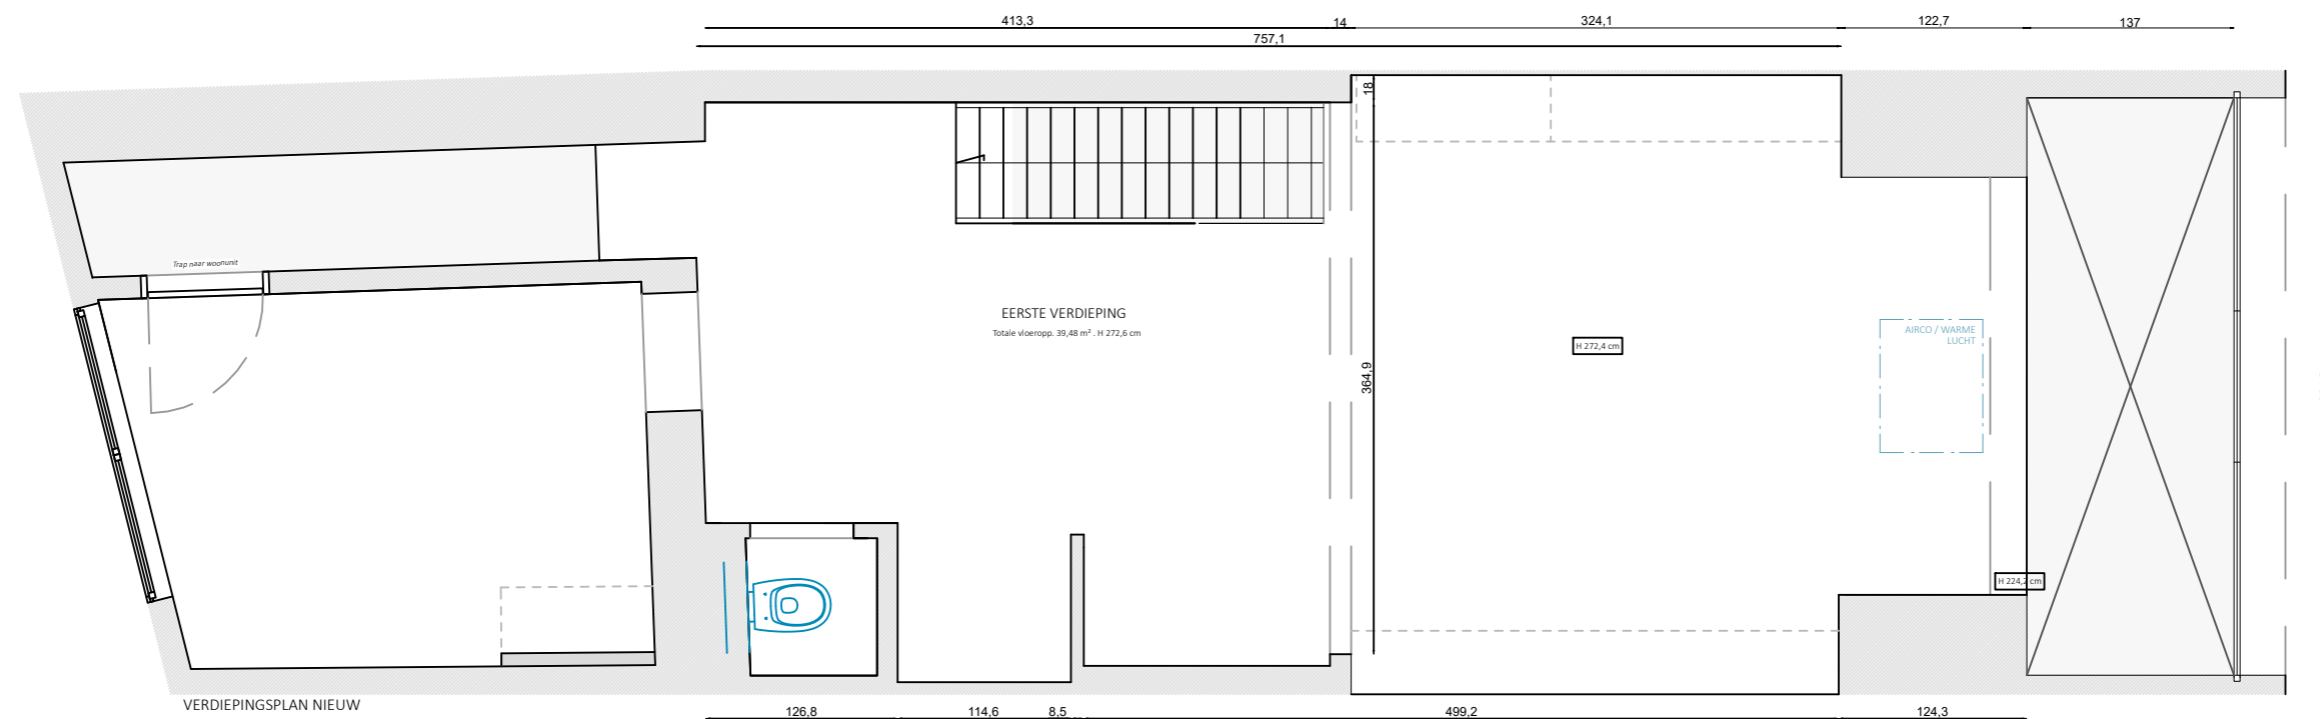 413,3
14
324,1
122,7
137
757,1
18
Trap naar woonunit
EERSTE VERDIEPING
Totale vloeropp. 39,48 m² . H 272,6 cm
H 272,4 cm
AIRCO / WARME
LUCHT
364,9
H 224,2 cm
VERDIEPINGSPLAN NIEUW
126,8
114,6
8,5
499,2
124,3